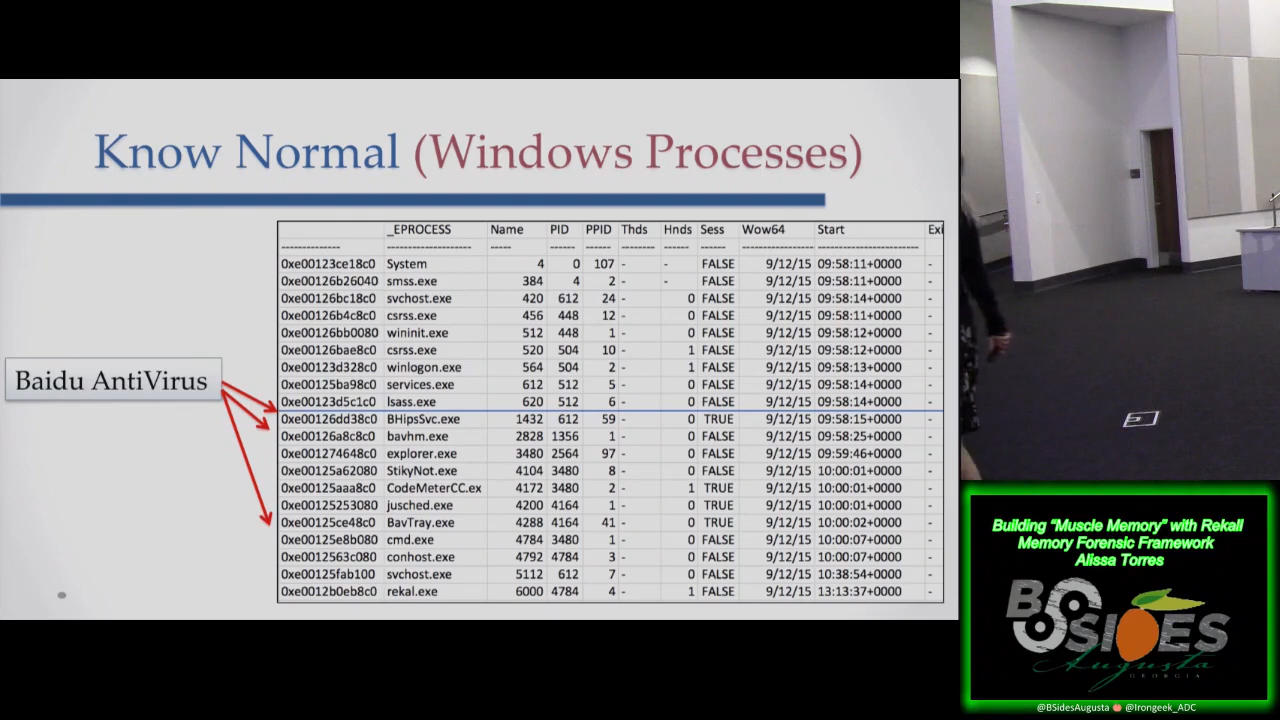 Know Normal (Windows Processes)
_EPROCESS Name PID PPID Thds Hnds Sess Wow64 Start Exi
-------------- -------------------- ----- ------ ------ -------- ------ ------ ----------------- ------------------------ -
0xe00123ce18c0 System 4 0 107 - - FALSE 9/12/15 09:58:11+0000 -
0xe00126b26040 smss.exe 384 4 2 - - FALSE 9/12/15 09:58:11+0000 -
0xe00126bc18c0 svchost.exe 420 612 24 - 0 FALSE 9/12/15 09:58:14+0000 -
0xe00126b4c8c0 csrss.exe 456 448 12 - 0 FALSE 9/12/15 09:58:11+0000 -
0xe00126bb0080 wininit.exe 512 448 1 - 0 FALSE 9/12/15 09:58:12+0000 -
0xe00126bae8c0 csrss.exe 520 504 10 - 1 FALSE 9/12/15 09:58:12+0000 -
0xe00123d328c0 winlogon.exe 564 504 2 - 1 FALSE 9/12/15 09:58:13+0000 -
0xe00125ba98c0 services.exe 612 512 5 - 0 FALSE 9/12/15 09:58:14+0000 -
0xe00123d5c1c0 lsass.exe 620 512 6 - 0 FALSE 9/12/15 09:58:14+0000 -
0xe00126dd38c0 BHipsSvc.exe 1432 612 59 - 0 TRUE 9/12/15 09:58:15+0000 -
0xe00126a8c8c0 bavhm.exe 2828 1356 1 - 0 FALSE 9/12/15 09:58:25+0000 -
0xe001274648c0 explorer.exe 3480 2564 97 - 0 FALSE 9/12/15 09:59:46+0000 -
0xe00125a62080 StikyNot.exe 4104 3480 8 - 0 FALSE 9/12/15 10:00:01+0000 -
0xe00125aaa8c0 CodeMeterCC.ex 4172 3480 2 - 1 TRUE 9/12/15 10:00:01+0000 -
0xe00125253080 jusched.exe 4200 4164 1 - 0 TRUE 9/12/15 10:00:01+0000 -
0xe00125ce48c0 BavTray.exe 4288 4164 41 - 0 TRUE 9/12/15 10:00:02+0000 -
0xe00125e8b080 cmd.exe 4784 3480 1 - 0 FALSE 9/12/15 10:00:07+0000 -
0xe0012563c080 conhost.exe 4792 4784 3 - 0 FALSE 9/12/15 10:00:07+0000 -
0xe00125fab100 svchost.exe 5112 612 7 - 0 FALSE 9/12/15 10:38:54+0000 -
0xe0012b0eb8c0 rekal.exe 6000 4784 4 - 1 FALSE 9/12/15 13:13:37+0000 -
Baidu AntiVirus
Building "Muscle Memory" with Rekall
Memory Forensic Framework
Alissa Torres
BSIDES
Augusta
GEORGIA
@BSidesAugusta @Irongeek_ADC